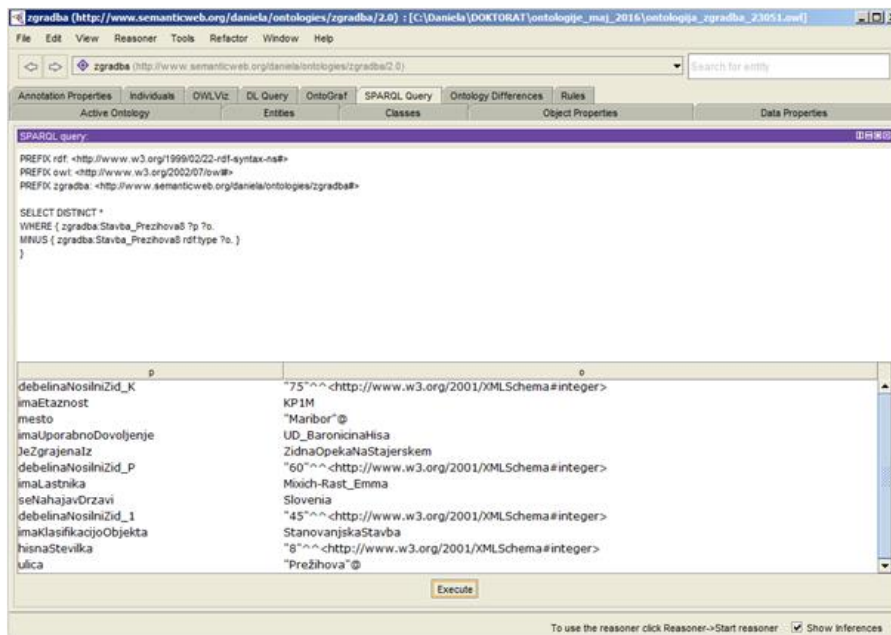 zgradba (http://www.semanticweb.org/daniela/ontologies/zgradba/2.0) : [C:\Daniela\DOKTORAT\ontologije_maj_2016\ontologija_zgradba_23051.owl]
File Edit View Reasoner Tools Refactor Window Help
zgradba (http://www.semanticweb.org/daniela/ontologies/zgradba/2.0) Search for entity
Annotation Properties Individuals OWLViz DL Query OntoGraf SPARQL Query Ontology Differences Rules
Active Ontology Entities Classes Object Properties Data Properties
SPARQL query:
PREFIX rdf: <http://www.w3.org/1999/02/22-rdf-syntax-ns#>
PREFIX owl: <http://www.w3.org/2002/07/owl#>
PREFIX zgradba: <http://www.semanticweb.org/daniela/ontologies/zgradba#>
SELECT DISTINCT *
WHERE { zgradba:Stavba_Prezihova8 ?p ?o.
MINUS { zgradba:Stavba_Prezihova8 rdf:type ?o. }
}
p o
debelinaNosilniZid_K "75"^^<http://www.w3.org/2001/XMLSchema#integer>
imaEtaznost KP1M
mesto "Maribor"@
imaUporabnoDovoljenje UD_BaronicinaHisa
JeZgrajenaIz ZidnaOpekaNaStajerskem
debelinaNosilniZid_P "60"^^<http://www.w3.org/2001/XMLSchema#integer>
imaLastnika Mixich-Rast_Emma
seNahajavDrzavi Slovenia
debelinaNosilniZid_1 "45"^^<http://www.w3.org/2001/XMLSchema#integer>
imaKlasifikacijoObjekta StanovanjskaStavba
hisnaStevilka "8"^^<http://www.w3.org/2001/XMLSchema#integer>
ulica "Prežihova"@
Execute
To use the reasoner click Reasoner->Start reasoner Show Inferences